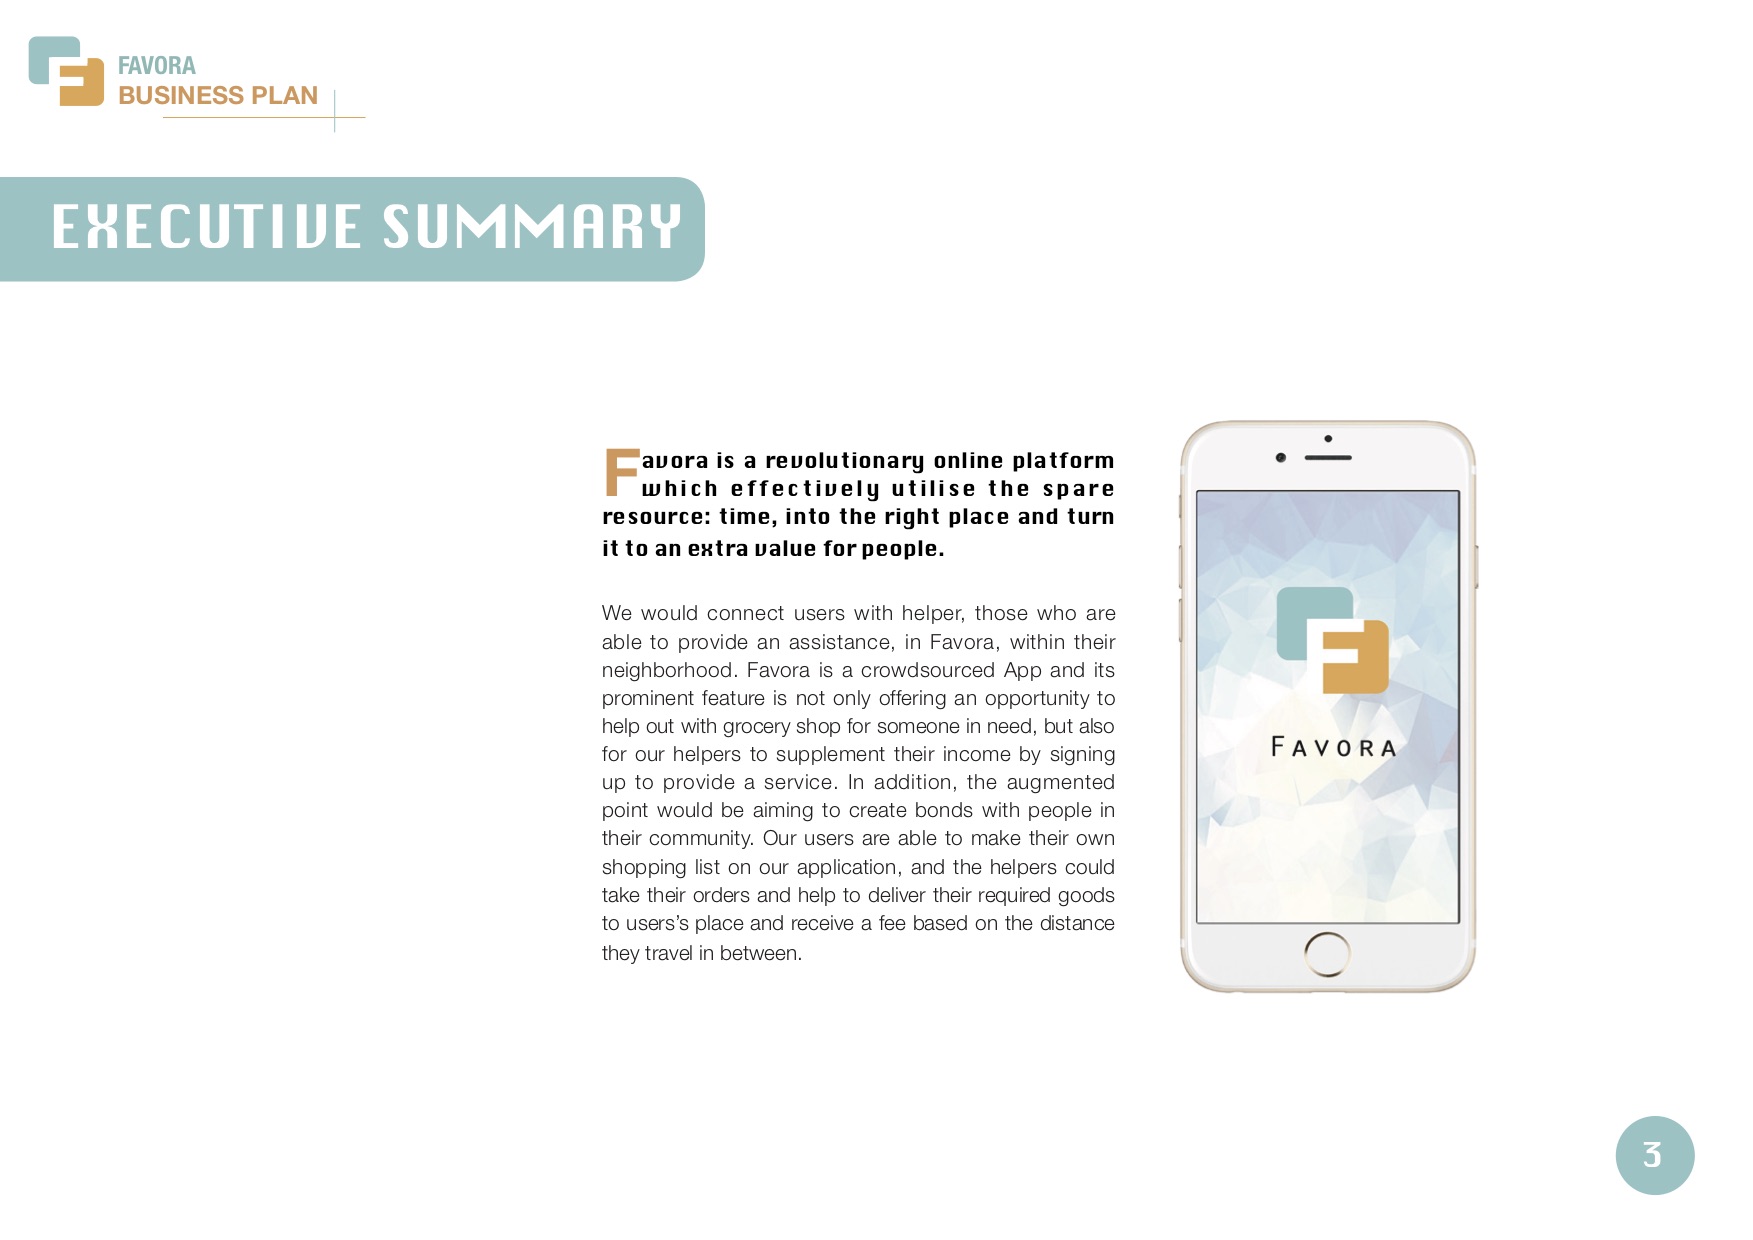 FAVORA
BUSINESS PLAN
EXECUTIVE SUMMARY
Favora is a revolutionary online platform
which effectively utilise the spare
resource: time, into the right place and turn
it to an extra value for people.
We would connect users with helper, those who are
able to provide an assistance, in Favora, within their
neighborhood. Favora is a crowdsourced App and its
prominent feature is not only offering an opportunity to
help out with grocery shop for someone in need, but also
for our helpers to supplement their income by signing
up to provide a service. In addition, the augmented
point would be aiming to create bonds with people in
their community. Our users are able to make their own
shopping list on our application, and the helpers could
take their orders and help to deliver their required goods
to users’s place and receive a fee based on the distance
they travel in between.
F
FAVORA
3